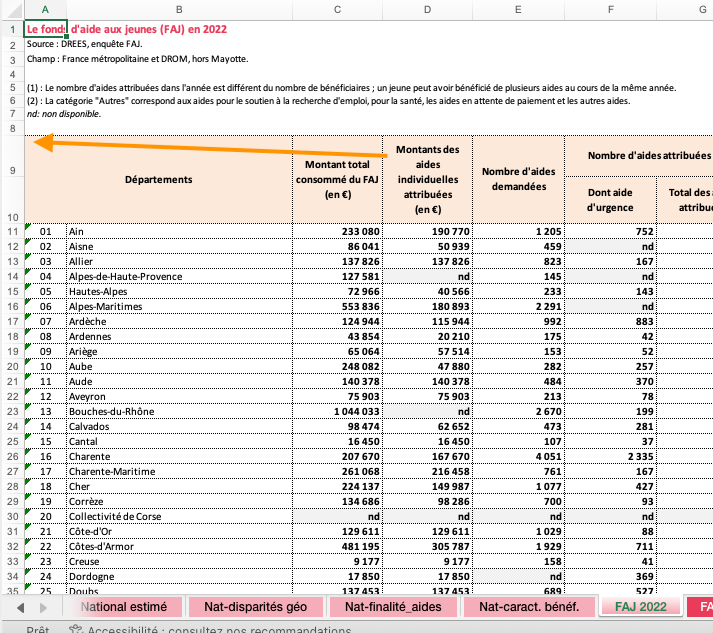 A B C D E F G
1 Le fonds d'aide aux jeunes (FAJ) en 2022
2 Source : DREES, enquête FAJ.
3 Champ : France métropolitaine et DROM, hors Mayotte.
4
5 (1) : Le nombre d'aides attribuées dans l'année est différent du nombre de bénéficiaires ; un jeune peut avoir bénéficié de plusieurs aides au cours de la même année.
6 (2) : La catégorie "Autres" correspond aux aides pour le soutien à la recherche d'emploi, pour la santé, les aides en attente de paiement et les autres aides.
7 nd: non disponible.
8
9
10
Départements
Montant total
consommé du FAJ
(en €)
Montants des
aides
individuelles
attribuées
(en €)
Nombre d'aides
demandées
Nombre d'aides attribuées
Dont aide
d'urgence
Total des
attribu
11 01 Ain 233 080 190 770 1 205 752
12 02 Aisne 86 041 50 939 459 nd
13 03 Allier 137 826 137 826 823 167
14 04 Alpes-de-Haute-Provence 127 581 nd 145 nd
15 05 Hautes-Alpes 72 966 40 566 233 143
16 06 Alpes-Maritimes 553 836 180 893 2 291 nd
17 07 Ardèche 124 944 115 944 992 883
18 08 Ardennes 43 854 20 210 175 42
19 09 Ariège 65 064 57 514 153 52
20 10 Aube 248 082 47 880 282 257
21 11 Aude 140 378 140 378 484 370
22 12 Aveyron 75 903 75 903 213 78
23 13 Bouches-du-Rhône 1 044 033 nd 2 670 199
24 14 Calvados 98 474 62 652 473 281
25 15 Cantal 16 450 16 450 107 37
26 16 Charente 207 670 167 670 4 051 2 335
27 17 Charente-Maritime 261 068 216 458 761 167
28 18 Cher 224 137 149 987 1 077 427
29 19 Corrèze 134 686 98 286 700 93
30 20 Collectivité de Corse nd nd nd nd
31 21 Côte-d'Or 129 611 129 611 1 029 88
32 22 Côtes-d'Armor 481 195 305 787 1 929 711
33 23 Creuse 9 177 9 177 158 41
34 24 Dordogne 17 850 17 850 nd 369
35 25 Doubs 137 453 137 453 689 527
National estimé Nat-disparités géo Nat-finalité_aides Nat-caract. bénéf. FAJ 2022 FA
Prêt Accessibilité : consultez nos recommandations